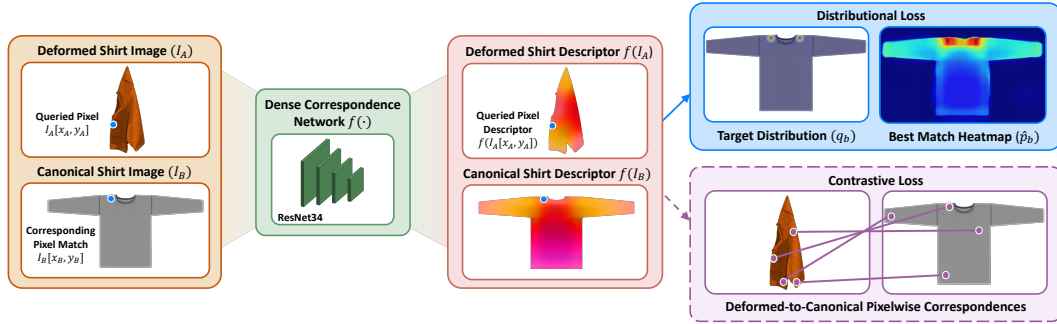 Deformed Shirt Image (I_A)
Queried Pixel
I_A[x_A, y_A]
Canonical Shirt Image (I_B)
Corresponding
Pixel Match
I_B[x_B, y_B]
Dense Correspondence
Network f(·)
ResNet34
Deformed Shirt Descriptor f(I_A)
Queried Pixel
Descriptor
f(I_A[x_A, y_A])
Canonical Shirt Descriptor f(I_B)
Distributional Loss
Target Distribution (q_b)
Best Match Heatmap (p̂_b)
Contrastive Loss
Deformed-to-Canonical Pixelwise Correspondences